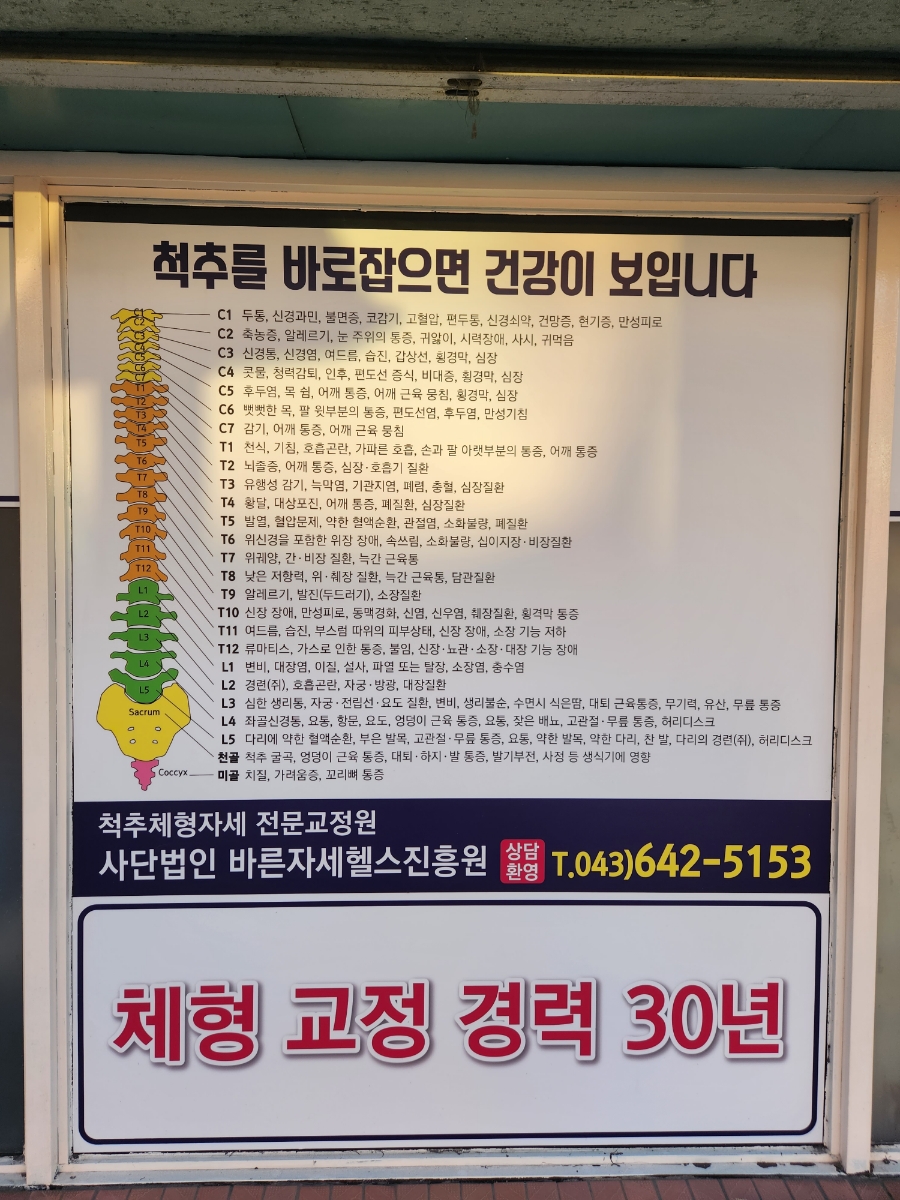 척추를 바로잡으면 건강이 보입니다
C1 두통, 신경과민, 불면증, 코감기, 고혈압, 편두통, 신경쇠약, 건망증, 현기증, 만성피로
C2 축농증, 알레르기, 눈 주위의 통증, 귀앓이, 시력장애, 사시, 귀먹음
C3 신경통, 신경염, 여드름, 습진, 갑상선, 횡경막, 심장
C4 콧물, 청력감퇴, 인후, 편도선 증식, 비대증, 횡경막, 심장
C5 후두염, 목 쉼, 어깨 통증, 어깨 근육 뭉침, 횡경막, 심장
C6 뻣뻣한 목, 팔 윗부분의 통증, 편도선염, 후두염, 만성기침
C7 감기, 어깨 통증, 어깨 근육 뭉침
T1 천식, 기침, 호흡곤란, 가파른 호흡, 손과 팔 아랫부분의 통증, 어깨 통증
T2 뇌졸증, 어깨 통증, 심장·호흡기 질환
T3 유행성 감기, 늑막염, 기관지염, 폐렴, 충혈, 심장질환
T4 황달, 대상포진, 어깨 통증, 폐질환, 심장질환
T5 발열, 혈압문제, 약한 혈액순환, 관절염, 소화불량, 폐질환
T6 위신경을 포함한 위장 장애, 속쓰림, 소화불량, 십이지장·비장질환
T7 위궤양, 간·비장 질환, 늑간 근육통
T8 낮은 저항력, 위·췌장 질환, 늑간 근육통, 담관질환
T9 알레르기, 발진(두드러기), 소장질환
T10 신장 장애, 만성피로, 동맥경화, 신염, 신우염, 췌장질환, 횡격막 통증
T11 여드름, 습진, 부스럼 따위의 피부상태, 신장 장애, 소장 기능 저하
T12 류마티스, 가스로 인한 통증, 불임, 신장·뇨관·소장·대장 기능 장애
L1 변비, 대장염, 이질, 설사, 파열 또는 탈장, 소장염, 충수염
L2 경련(쥐), 호흡곤란, 자궁·방광, 대장질환
L3 심한 생리통, 자궁·전립선·요도 질환, 변비, 생리불순, 수면시 식은땀, 대퇴 근육통증, 무기력, 유산, 무릎 통증
L4 좌골신경통, 요통, 항문, 요도, 엉덩이 근육 통증, 요통, 잦은 배뇨, 고관절·무릎 통증, 허리디스크
L5 다리에 약한 혈액순환, 부은 발목, 고관절·무릎 통증, 요통, 약한 발목, 약한 다리, 찬 발, 다리의 경련(쥐), 허리디스크
천골 척추 굴곡, 엉덩이 근육 통증, 대퇴·하지·발 통증, 발기부전, 사정 등 생식기에 영향
미골 치질, 가려움증, 꼬리뼈 통증
C1
C2
C3
C4
C5
C6
C7
T1
T2
T3
T4
T5
T6
T7
T8
T9
T10
T11
T12
L1
L2
L3
L4
L5
Sacrum
Coccyx
척추체형자세 전문교정원
사단법인 바른자세헬스진흥원 상담환영 T.043)642-5153
체형 교정 경력 30년